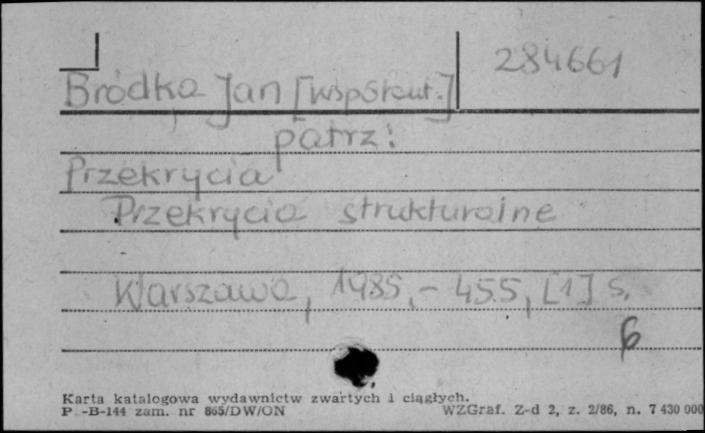 284661
Bródka Jan [współaut.]
patrz:
Przekrycia
Przekrycia strukturalne
Warszawa, 1985.- 455, [1] s.
b
Karta katalogowa wydawnictw zwartych i ciągłych.
P.-B-144 zam. nr 865/DW/ON WZGraf. Z-d 2, z. 2/86, n. 7 430 000